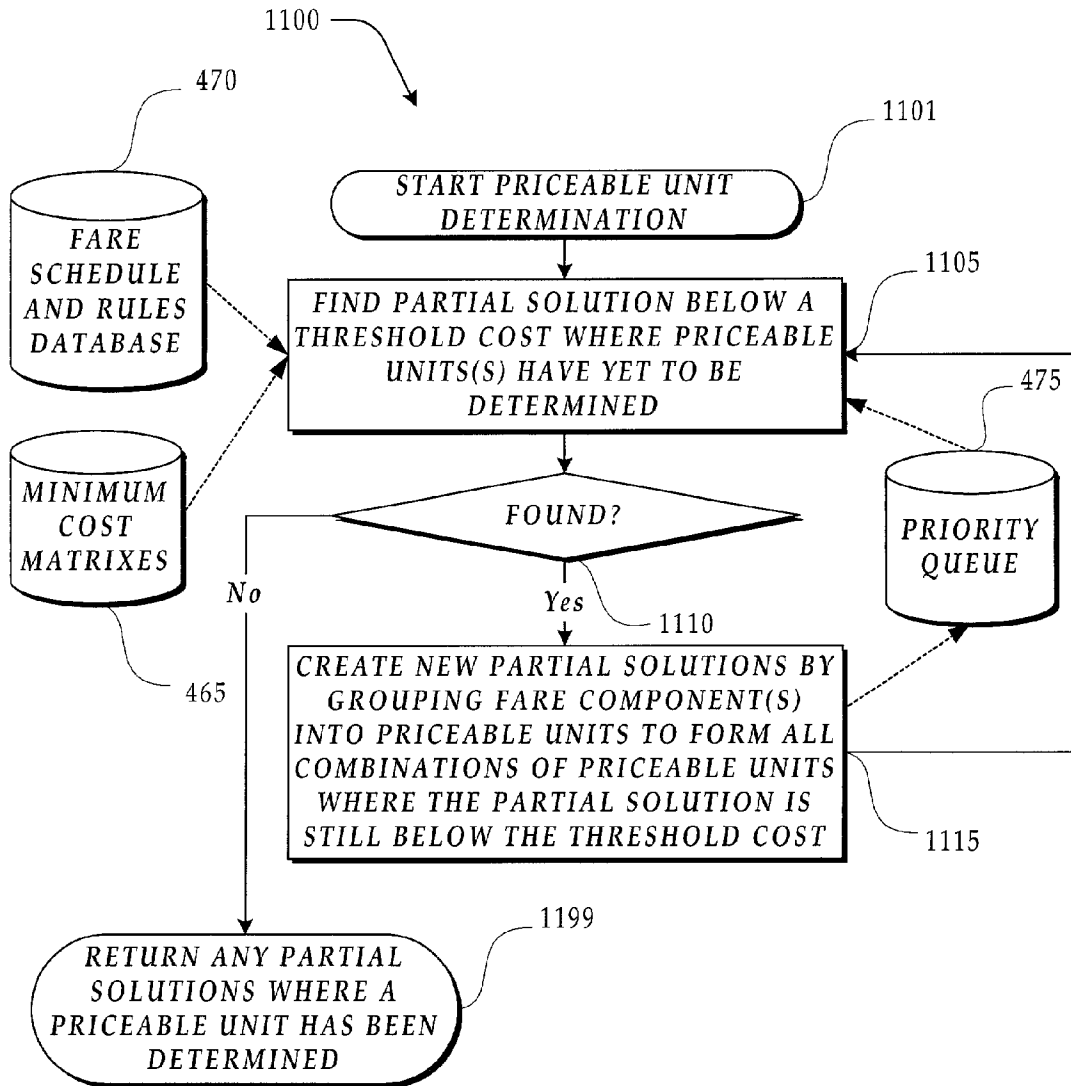 1100
470
1101
START PRICEABLE UNIT
DETERMINATION
FARE
SCHEDULE
AND RULES
DATABASE
1105
FIND PARTIAL SOLUTION BELOW A
THRESHOLD COST WHERE PRICEABLE
UNITS(S) HAVE YET TO BE
DETERMINED
475
MINIMUM
COST
MATRIXES
FOUND?
PRIORITY
QUEUE
No
Yes
1110
465
CREATE NEW PARTIAL SOLUTIONS BY
GROUPING FARE COMPONENT(S)
INTO PRICEABLE UNITS TO FORM ALL
COMBINATIONS OF PRICEABLE UNITS
WHERE THE PARTIAL SOLUTION IS
STILL BELOW THE THRESHOLD COST
1115
1199
RETURN ANY PARTIAL
SOLUTIONS WHERE A
PRICEABLE UNIT HAS BEEN
DETERMINED